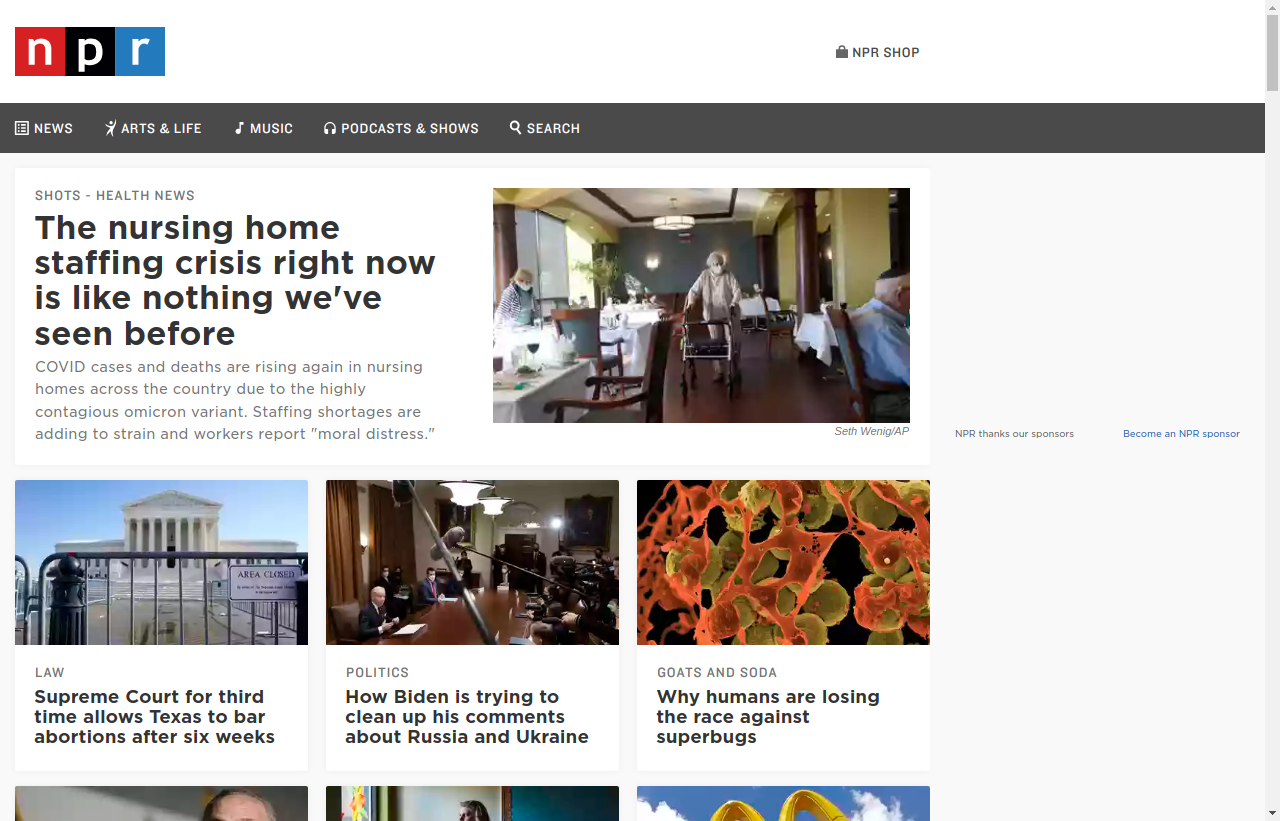 npr
NPR SHOP
NEWS
ARTS & LIFE
MUSIC
PODCASTS & SHOWS
SEARCH
SHOTS - HEALTH NEWS
The nursing home
staffing crisis right now
is like nothing we've
seen before
COVID cases and deaths are rising again in nursing
homes across the country due to the highly
contagious omicron variant. Staffing shortages are
adding to strain and workers report "moral distress."
Seth Wenig/AP
NPR thanks our sponsors
Become an NPR sponsor
AREA CLOSED
LAW
Supreme Court for third
time allows Texas to bar
abortions after six weeks
POLITICS
How Biden is trying to
clean up his comments
about Russia and Ukraine
GOATS AND SODA
Why humans are losing
the race against
superbugs